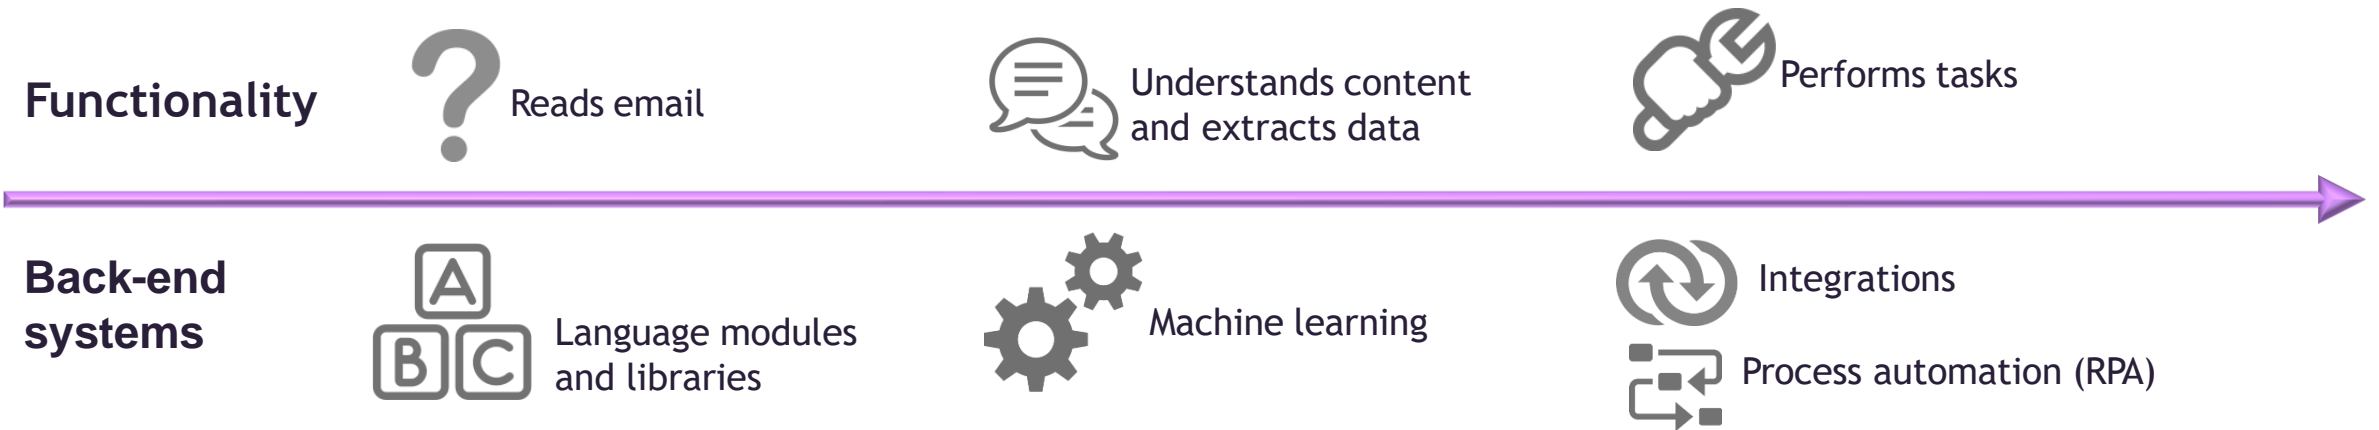 Functionality
Reads email
Understands content
and extracts data
Performs tasks
Back-end
systems
A
B C
Language modules
and libraries
Machine learning
Integrations
Process automation (RPA)